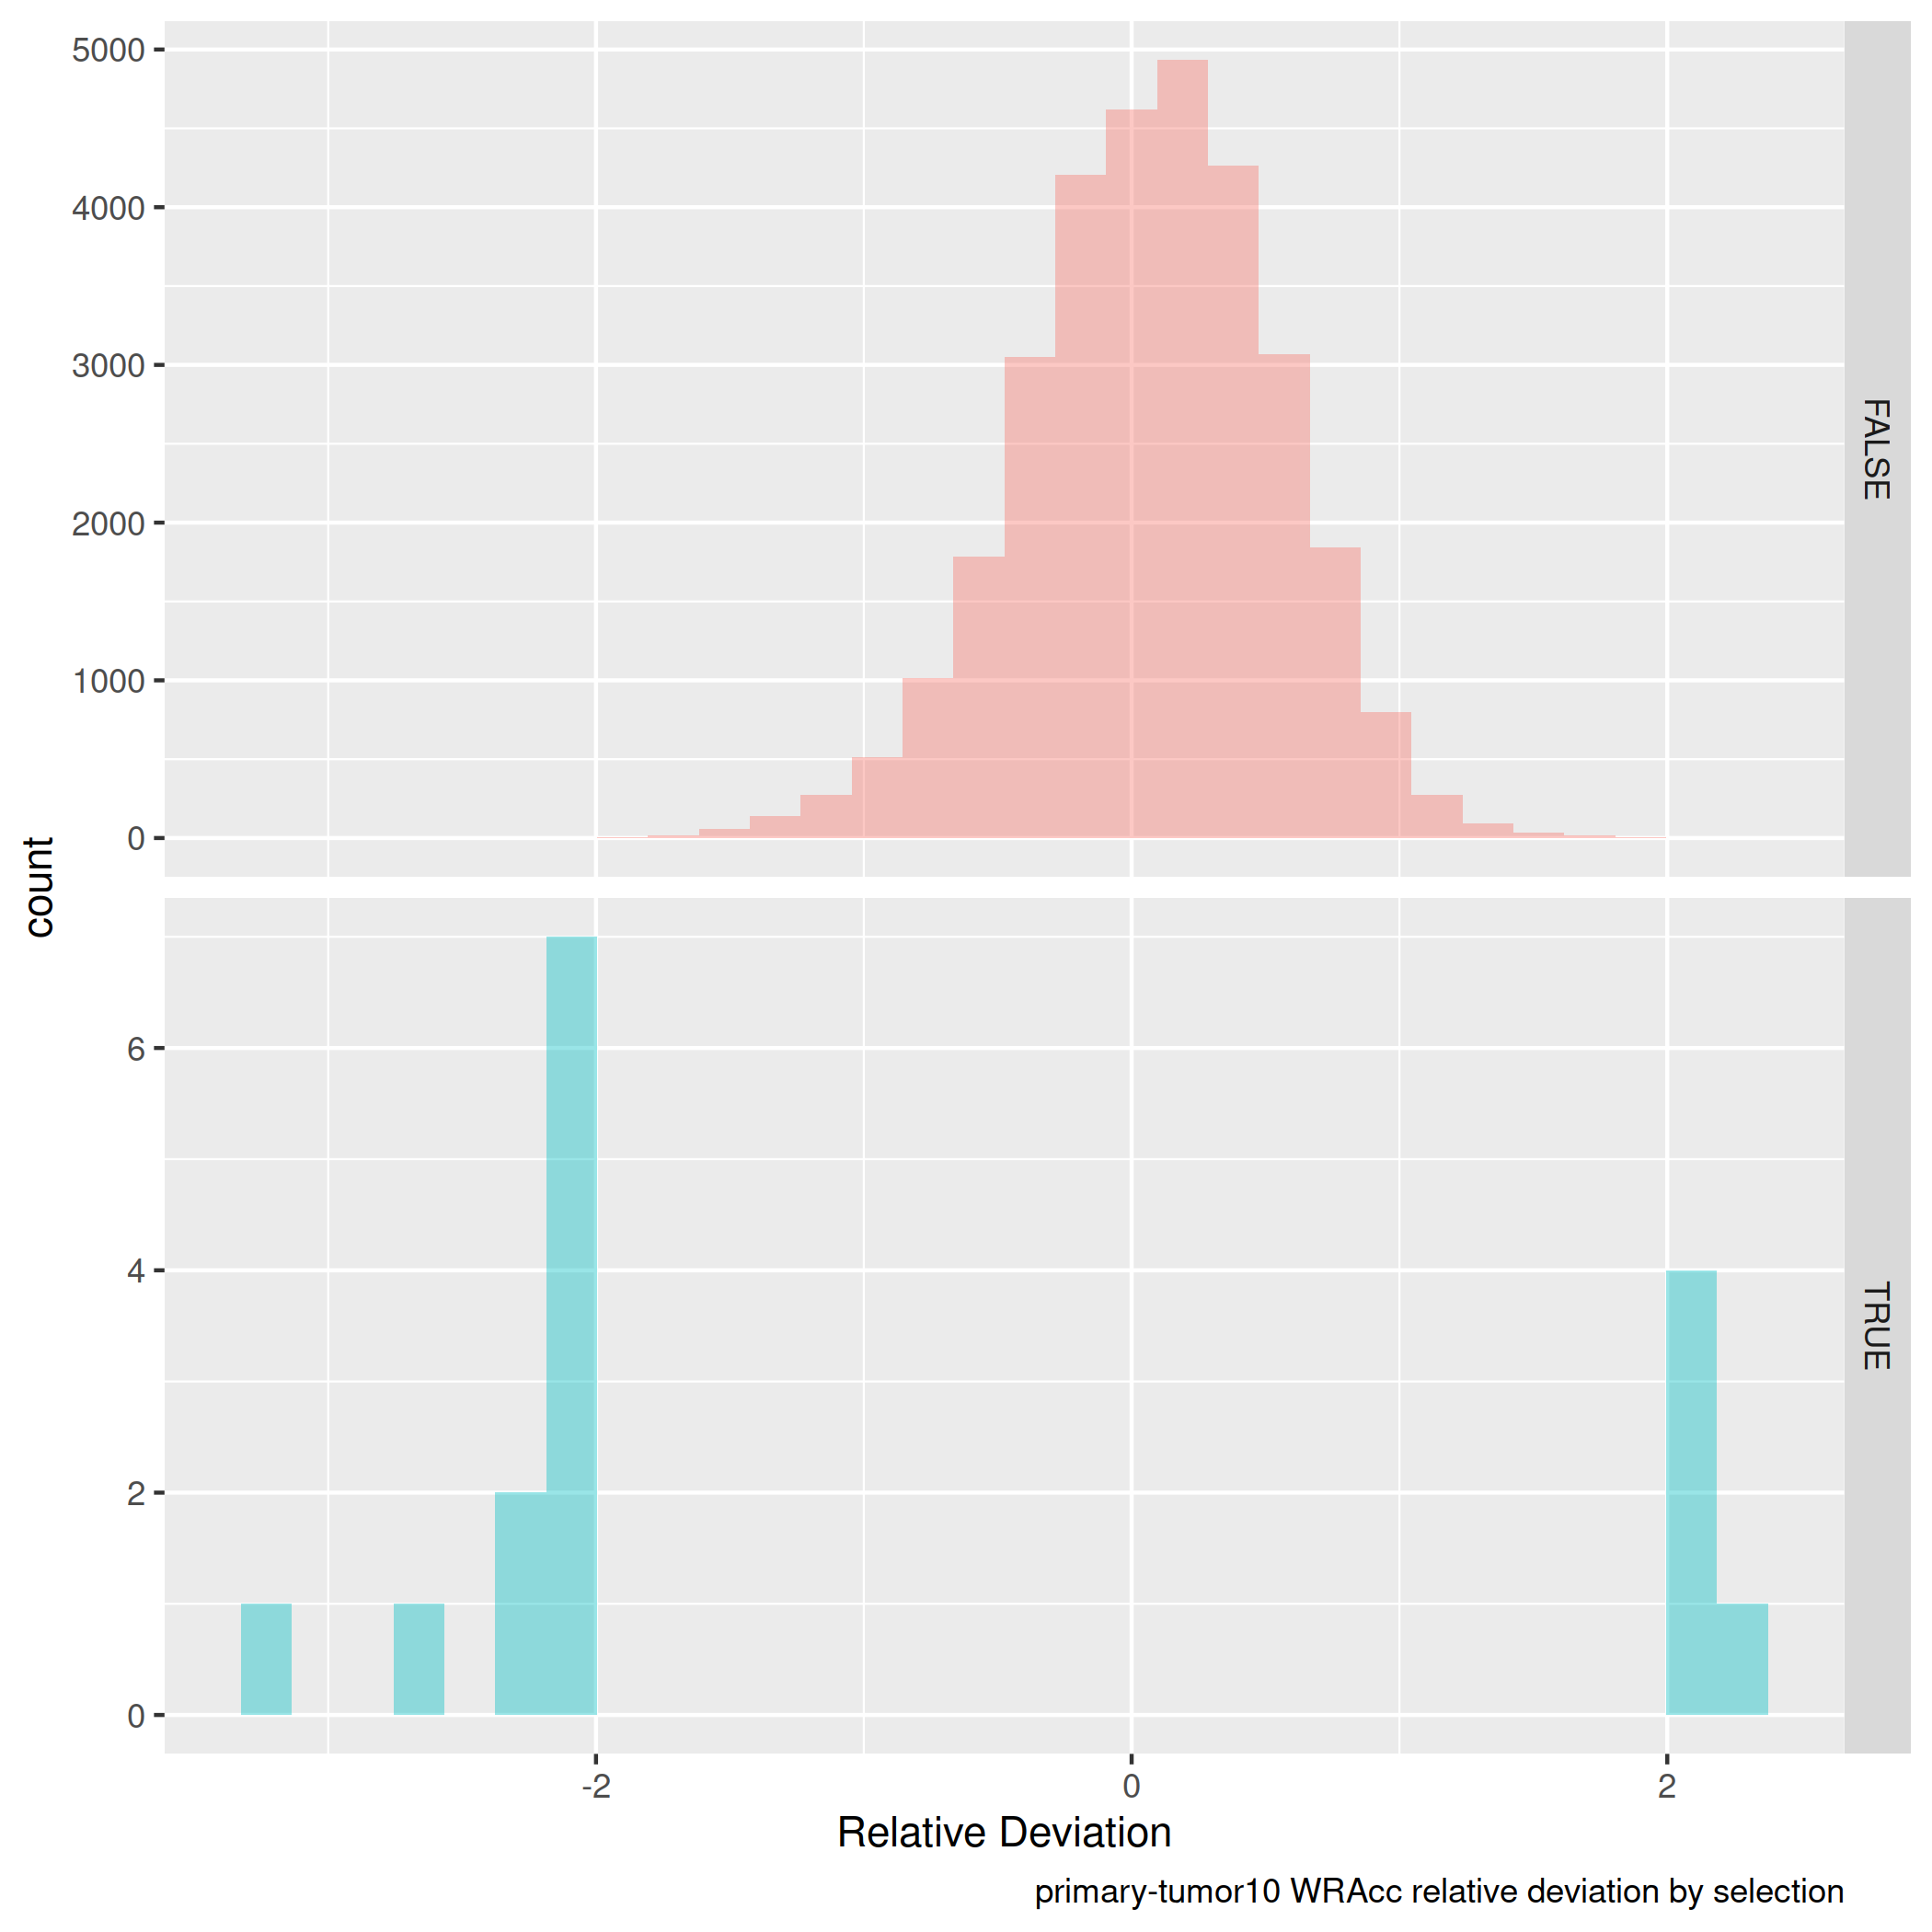 5000
4000
3000
2000
1000
0
FALSE
count
6
4
2
0
TRUE
-2 0 2
Relative Deviation
primary-tumor10 WRAcc relative deviation by selection